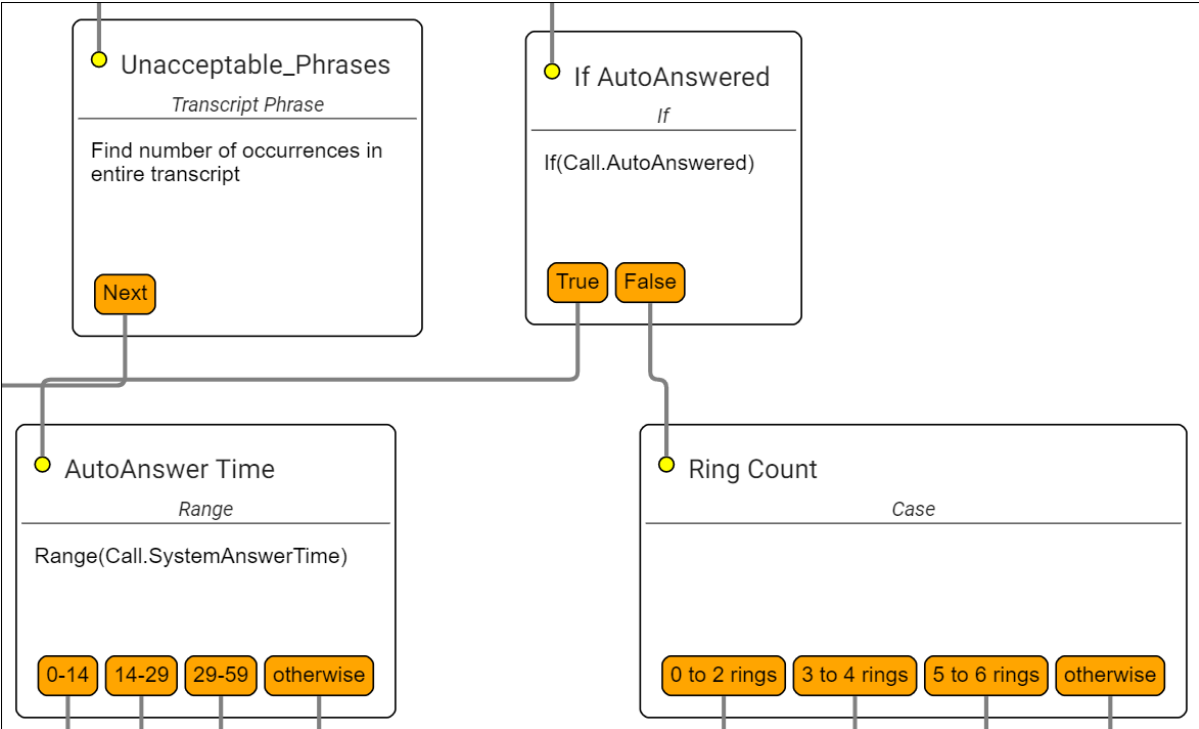 Unacceptable_Phrases
Transcript Phrase
Find number of occurrences in
entire transcript
Next
If AutoAnswered
If
If(Call.AutoAnswered)
True False
AutoAnswer Time
Range
Range(Call.SystemAnswerTime)
0-14 14-29 29-59 otherwise
Ring Count
Case
0 to 2 rings 3 to 4 rings 5 to 6 rings otherwise